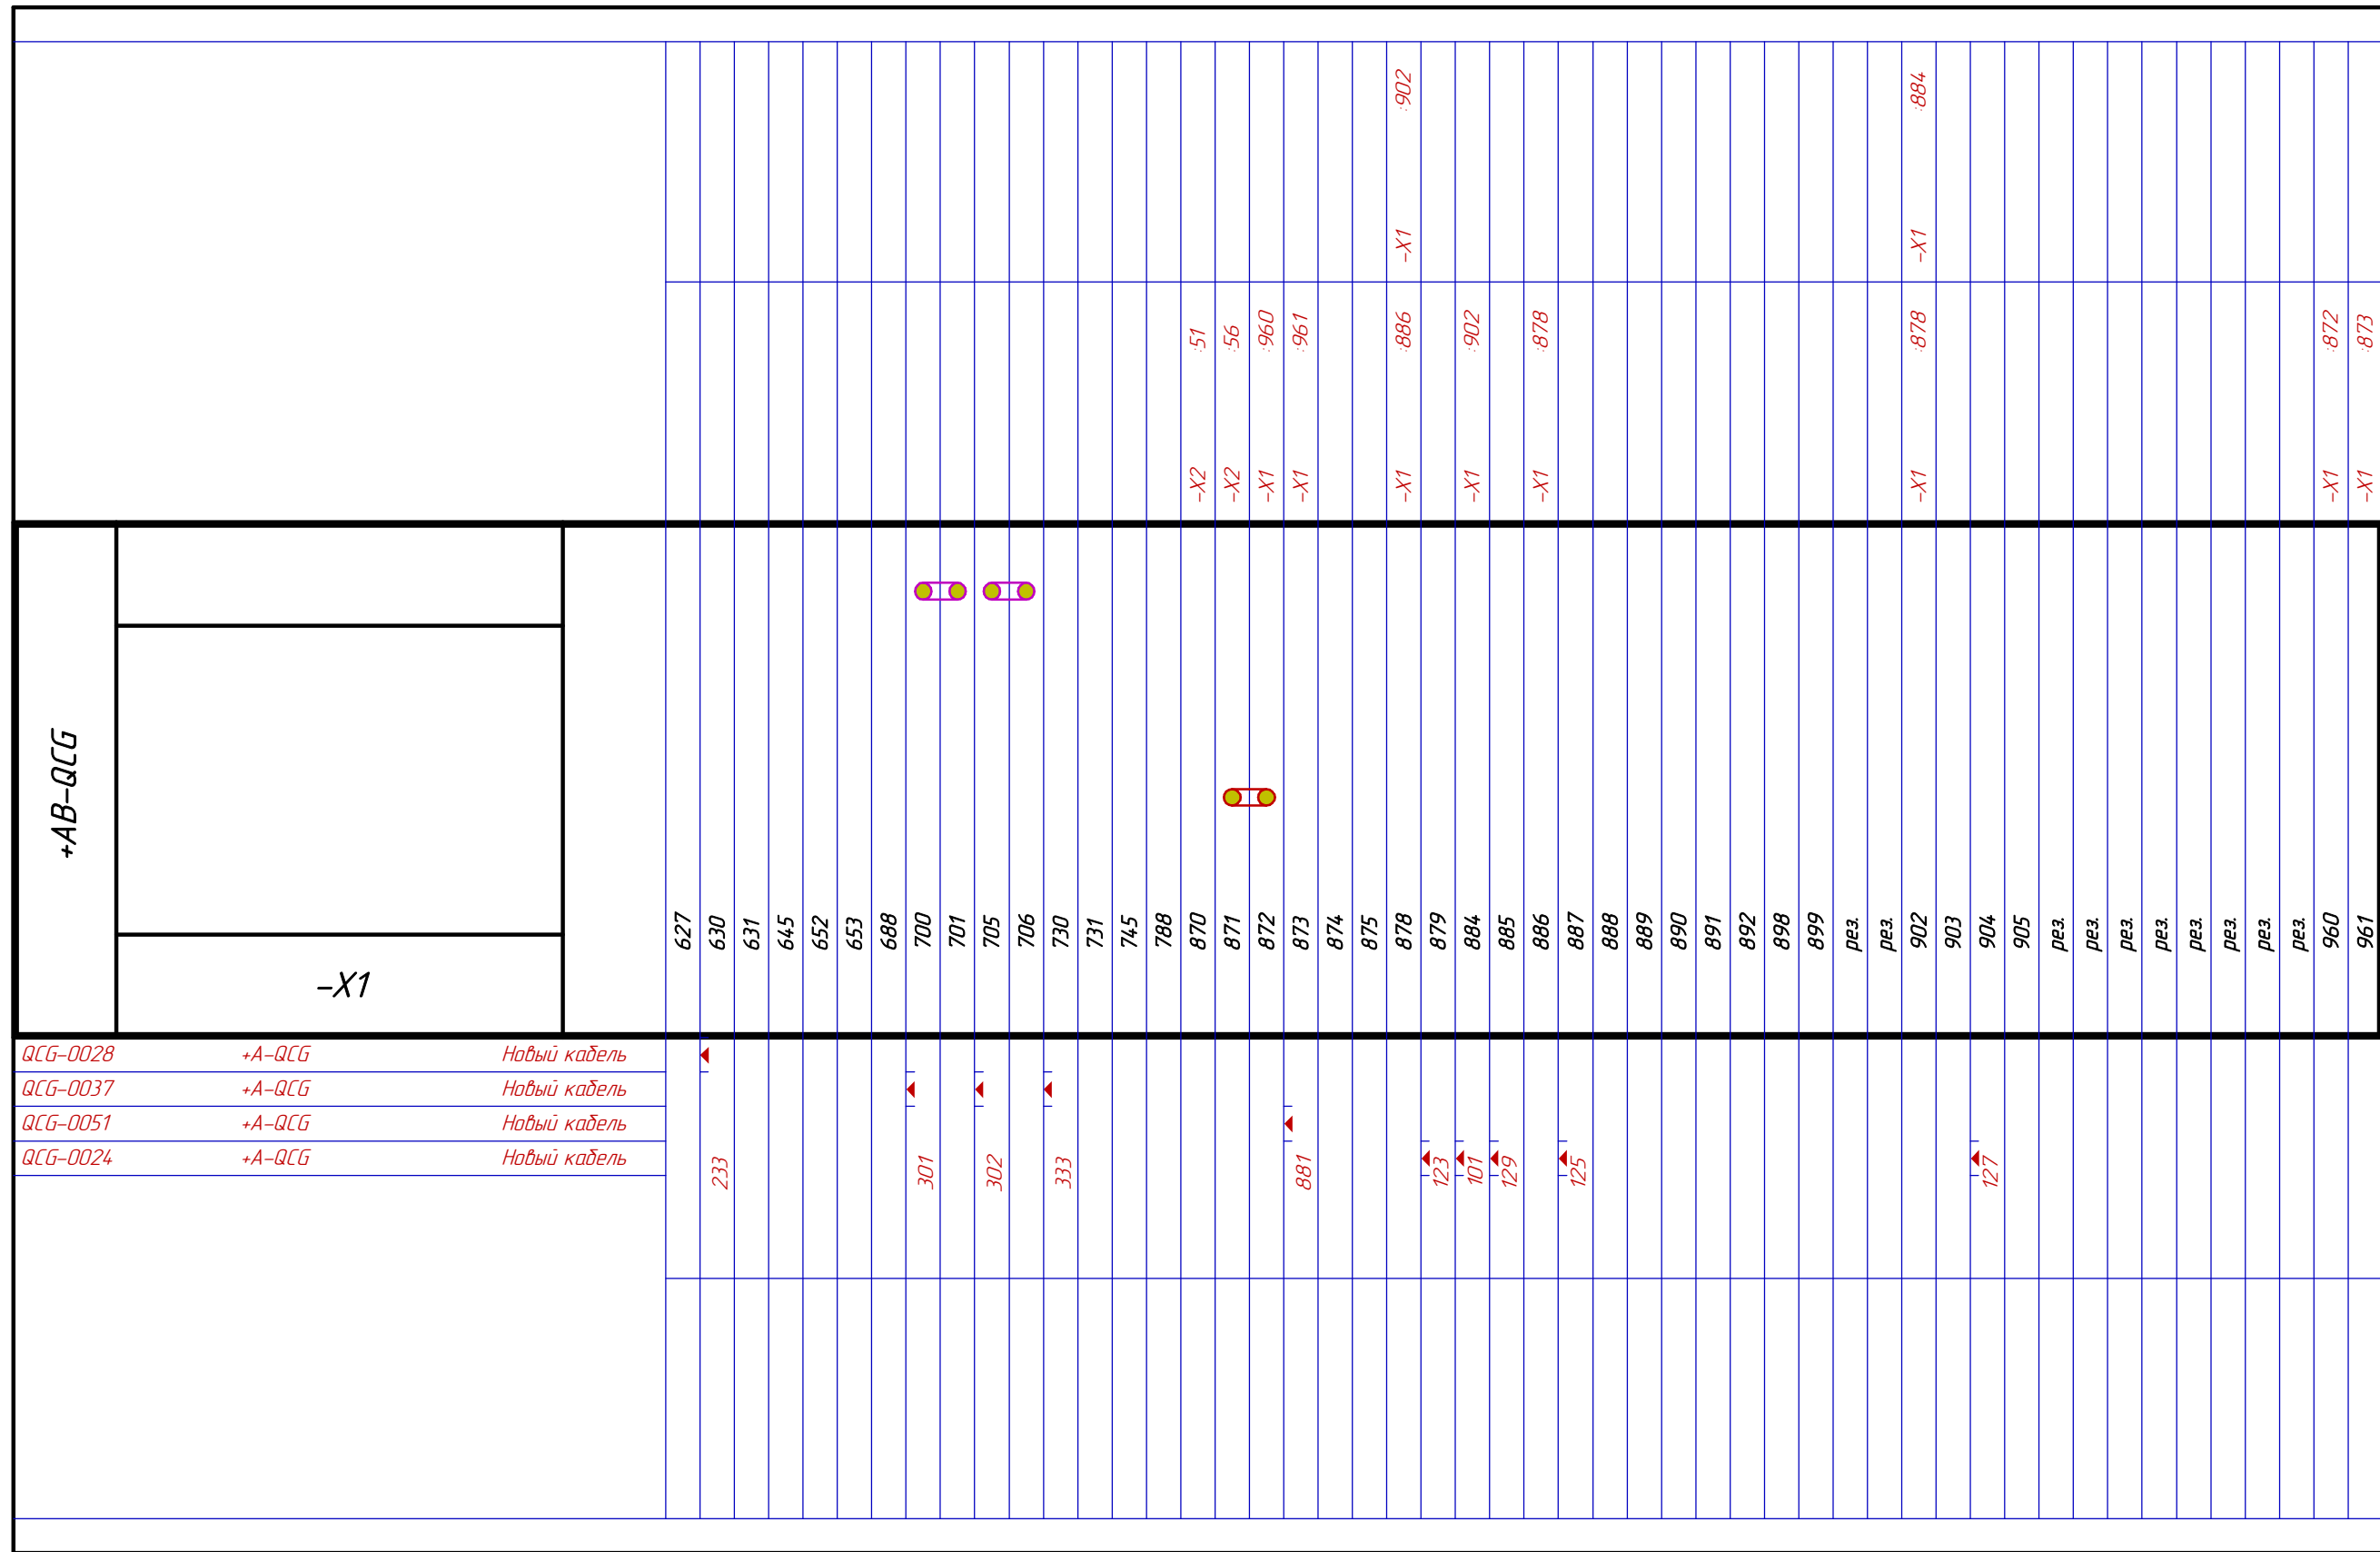 :902 :884
-X1 -X1
:51 :56 :960 :961 :886 :902 :878 :878 :872 :873
-X2 -X2 -X1 -X1 -X1 -X1 -X1 -X1 -X1 -X1
+AB-QCG
-X1
627 630 631 645 652 653 688 700 701 705 706 730 731 745 788 870 871 872 873 874 875 878 879 884 885 886 887 888 889 890 891 892 898 899 рез. рез. 902 903 904 905 рез. рез. рез. рез. рез. рез. рез. рез. 960 961
QCG-0028 +A-QCG Новый кабель
QCG-0037 +A-QCG Новый кабель
QCG-0051 +A-QCG Новый кабель
QCG-0024 +A-QCG Новый кабель
233 301 302 333 881 123 101 129 125 127